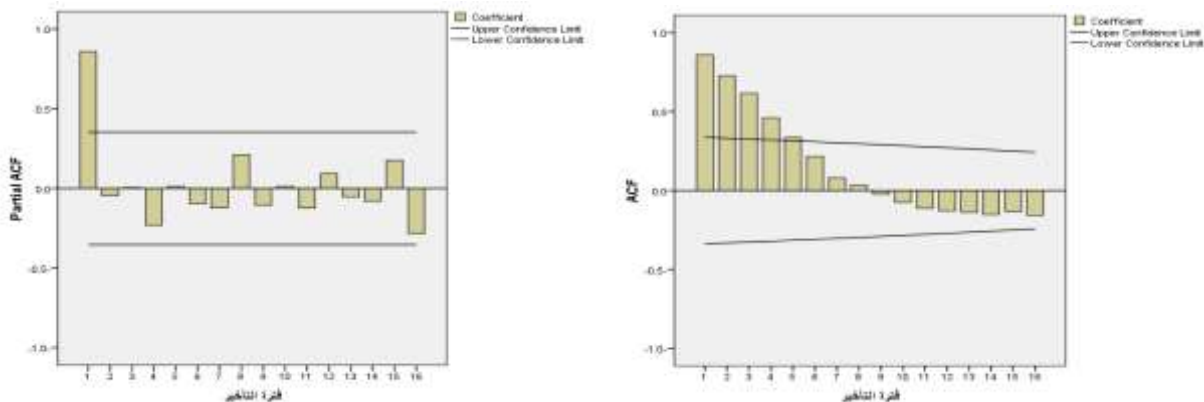 Coefficient
Upper Confidence Limit
Lower Confidence Limit
1.0
0.5
0.0
-0.5
-1.0
Partial ACF
1 2 3 4 5 6 7 8 9 10 11 12 13 14 15 16
فترة التأخير
Coefficient
Upper Confidence Limit
Lower Confidence Limit
1.0
0.5
0.0
-0.5
-1.0
ACF
1 2 3 4 5 6 7 8 9 10 11 12 13 14 15 16
فترة التأخير